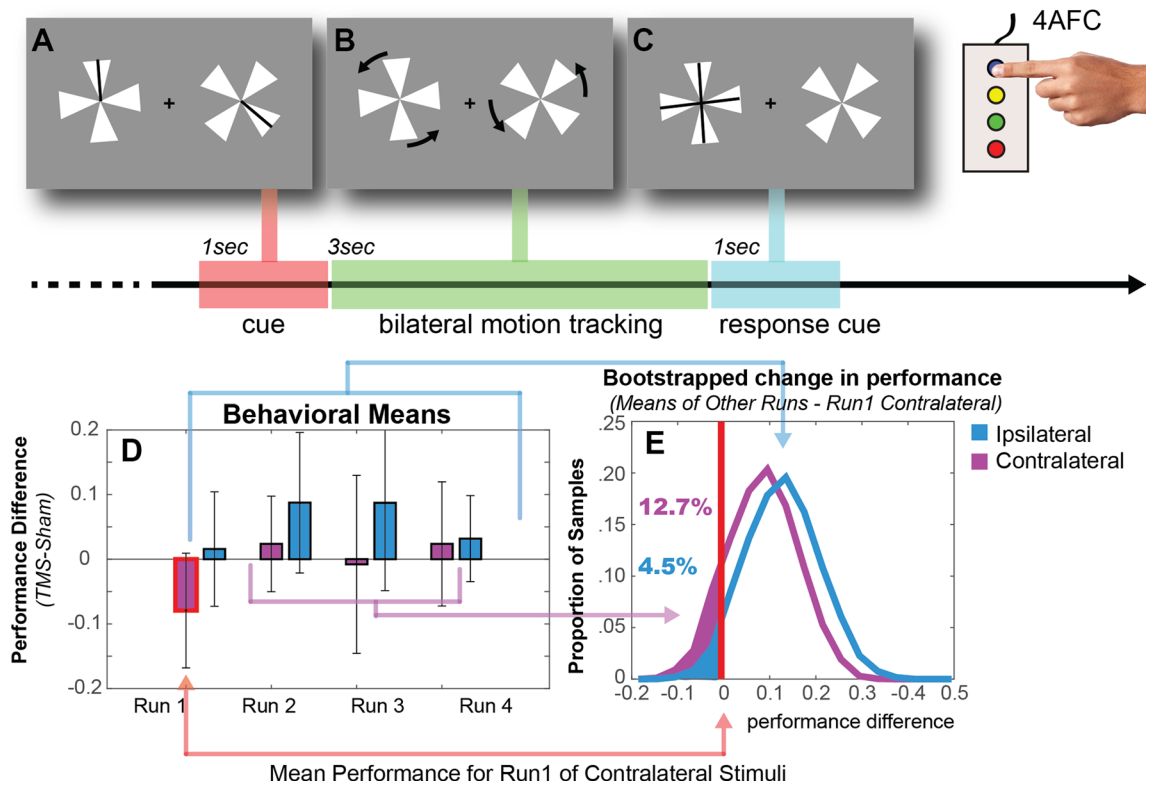 A
B
C
4AFC
+
+
+
1sec
3sec
1sec
cue
bilateral motion tracking
response cue
Behavioral Means
D
Performance Difference
(TMS-Sham)
0.2
0.1
0
-0.1
-0.2
Run 1
Run 2
Run 3
Run 4
Bootstrapped change in performance
(Means of Other Runs - Run1 Contralateral)
E
Proportion of Samples
.25
.20
.15
.10
.05
0
12.7%
4.5%
-0.2
-0.1
0
0.1
0.2
0.3
-0.4
0.5
performance difference
Ipsilateral
Contralateral
Mean Performance for Run1 of Contralateral Stimuli